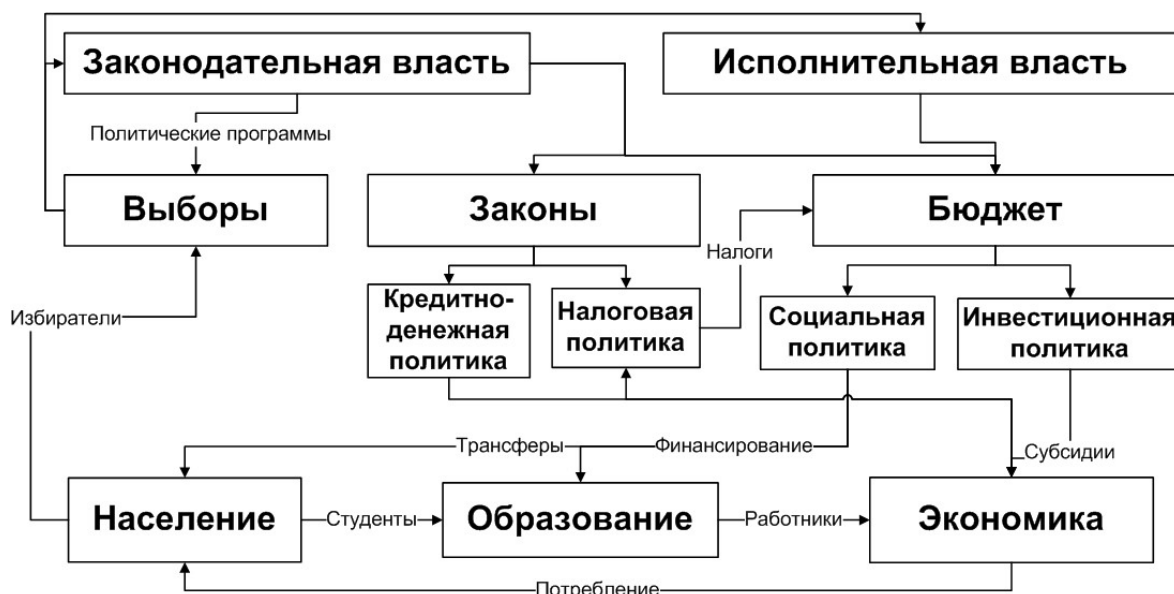 Законодательная власть
Исполнительная власть
Политические программы
Выборы
Законы
Бюджет
Налоги
Кредитно-
денежная
политика
Налоговая
политика
Социальная
политика
Инвестиционная
политика
Избиратели
Трансферы
Финансирование
Субсидии
Население
Студенты
Образование
Работники
Экономика
Потребление